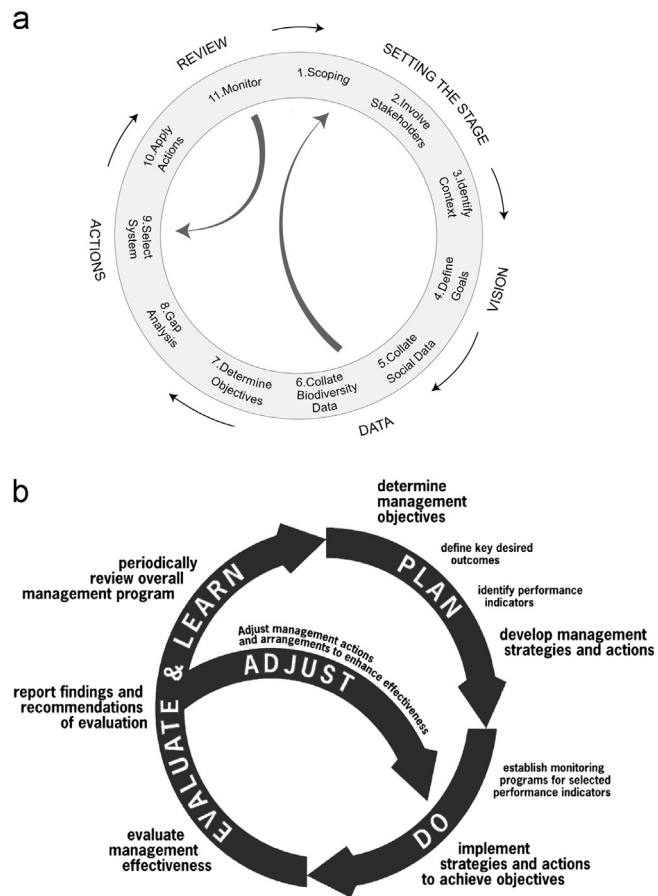 a
REVIEW
SETTING THE STAGE
VISION
DATA
ACTIONS
1.Scoping
2.Involve
Stakeholders
3.Identify
Context
4.Define
Goals
5.Collate
Social Data
6.Collate
Biodiversity
Data
7.Determine
Objectives
8.Gap
Analysis
9.Select
System
10.Apply
Actions
11.Monitor
b
determine
management
objectives
define key desired
outcomes
identify performance
indicators
develop management
strategies and actions
PLAN
establish monitoring
programs for selected
performance indicators
DO
implement
strategies and actions
to achieve objectives
evaluate
management
effectiveness
EVALUATE & LEARN
report findings and
recommendations
of evaluation
periodically
review overall
management program
Adjust management actions
and arrangements to enhance effectiveness
ADJUST